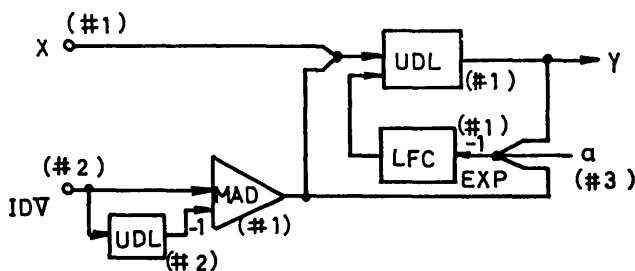 X (#1)
UDL (#1)
Y
LFC (#1)
-1
EXP
a (#3)
IDV (#2)
MAD (#1)
UDL (#2)
-1